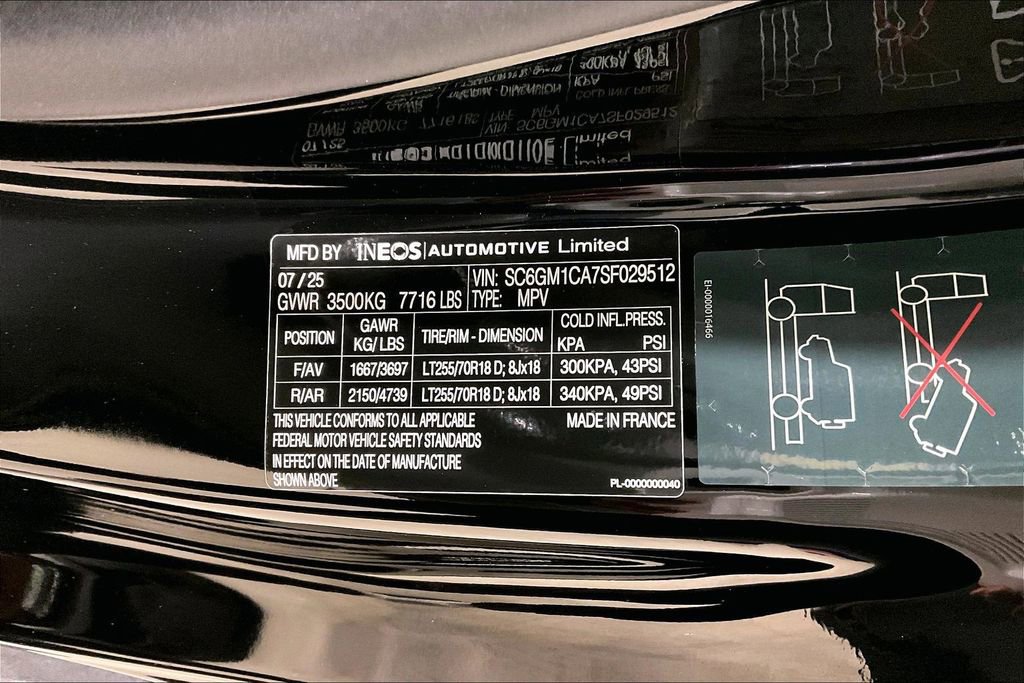 MFD BY INEOS | AUTOMOTIVE Limited
07 / 25
GVWR 3500KG 7716 LBS
VIN: SC6GM1CA7SF029512
TYPE: MPV
POSITION GAWR KG/ LBS TIRE/RIM - DIMENSION COLD INFL.PRESS. KPA PSI
F/AV 1667/3697 LT255/70R18 D; 8Jx18 300KPA, 43PSI
R/AR 2150/4739 LT255/70R18 D; 8Jx18 340KPA, 49PSI
THIS VEHICLE CONFORMS TO ALL APPLICABLE MADE IN FRANCE
FEDERAL MOTOR VEHICLE SAFETY STANDARDS
IN EFFECT ON THE DATE OF MANUFACTURE
SHOWN ABOVE
PL-0000000040
EI-0000016466